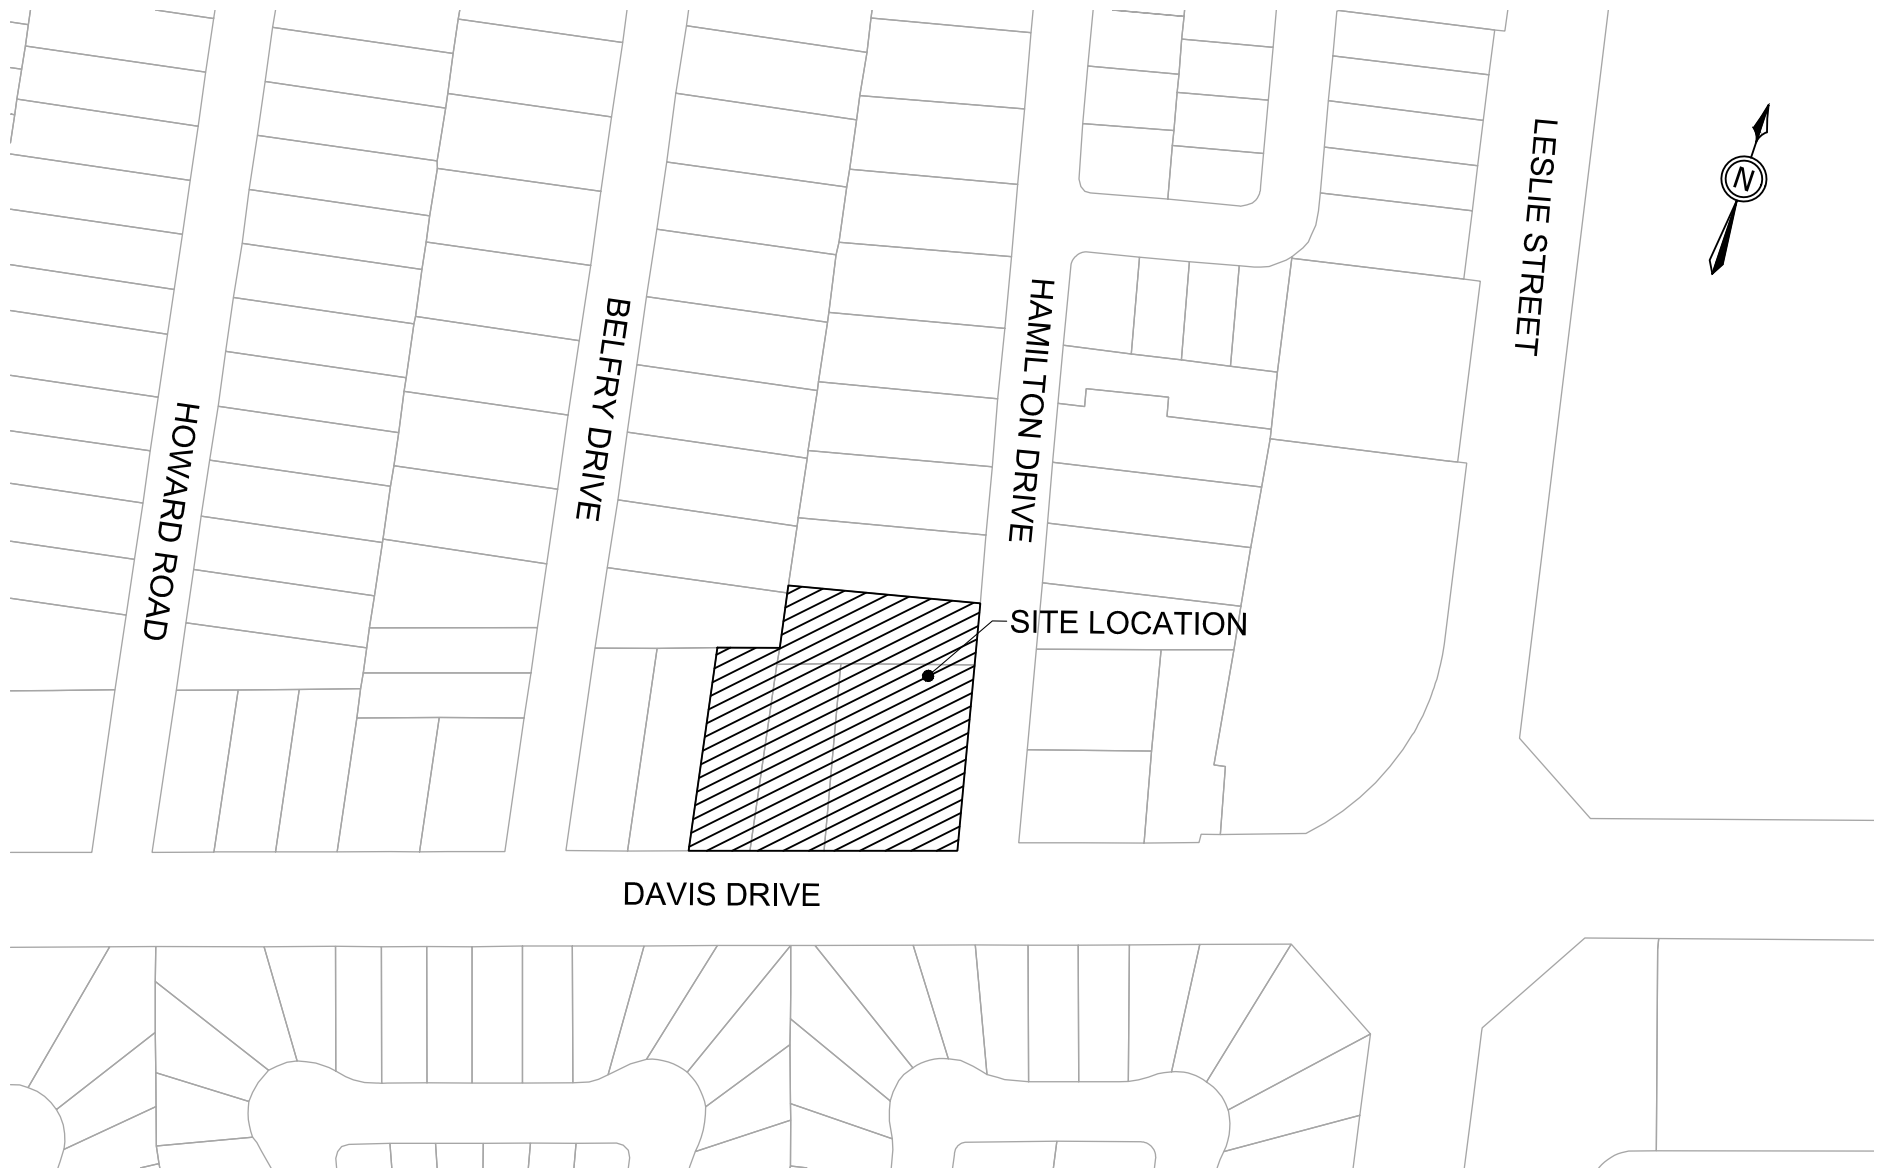 LESLIE STREET
N
HAMILTON DRIVE
BELFRY DRIVE
HOWARD ROAD
SITE LOCATION
DAVIS DRIVE